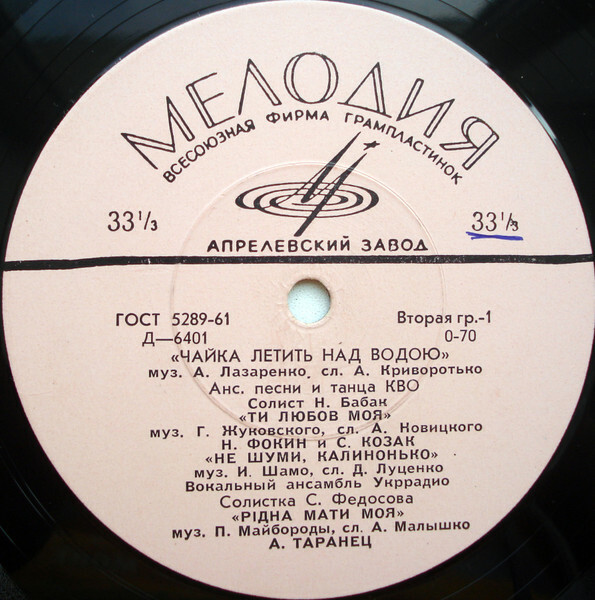 МЕЛОДИЯ
ВСЕСОЮЗНАЯ ФИРМА ГРАМПЛАСТИНОК
33 1/3
33 1/3
АПРЕЛЕВСКИЙ ЗАВОД
ГОСТ 5289-61
Вторая гр.-1
Д—6401
0-70
«ЧАЙКА ЛЕТИТЬ НАД ВОДОЮ»
муз. А. Лазаренко, сл. А. Криворотько
Анс. песни и танца КВО
Солист Н. Бабак
«ТИ ЛЮБОВ МОЯ»
муз. Г. Жуковского, сл. А. Новицкого
Н. ФОКИН и С. КОЗАК
«НЕ ШУМИ, КАЛИНОНЬКО»
муз. И. Шамо, сл. Д. Луценко
Вокальный ансамбль Укррадио
Солистка С. Федосова
«РІДНА МАТИ МОЯ»
муз. П. Майбороды, сл. А. Малышко
А. ТАРАНЕЦ